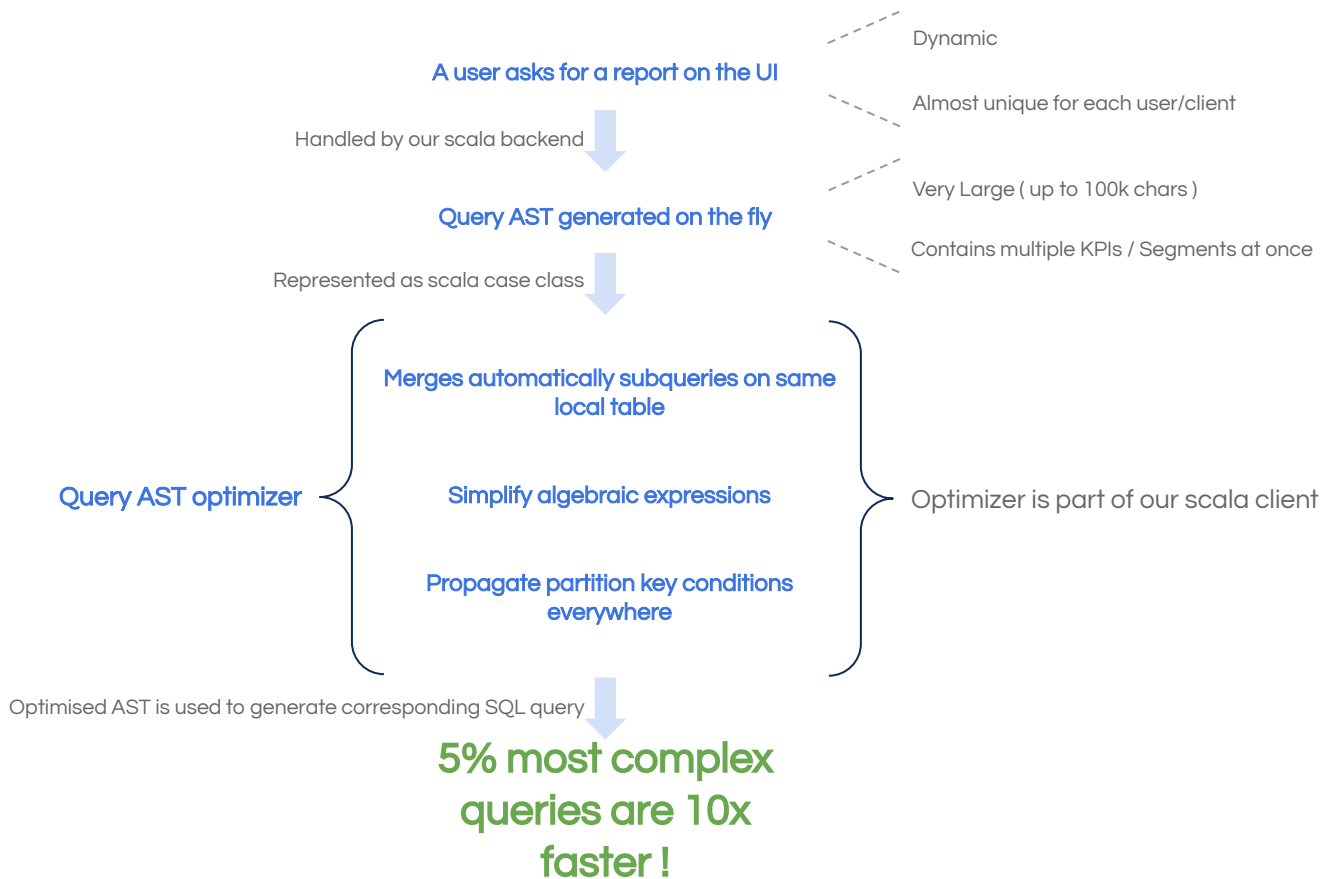 Dynamic
A user asks for a report on the UI
Almost unique for each user/client
Handled by our scala backend
Very Large ( up to 100k chars )
Query AST generated on the fly
Contains multiple KPIs / Segments at once
Represented as scala case class
Merges automatically subqueries on same
local table
Query AST optimizer
Simplify algebraic expressions
Optimizer is part of our scala client
Propagate partition key conditions
everywhere
Optimised AST is used to generate corresponding SQL query
5% most complex
queries are 10x
faster !